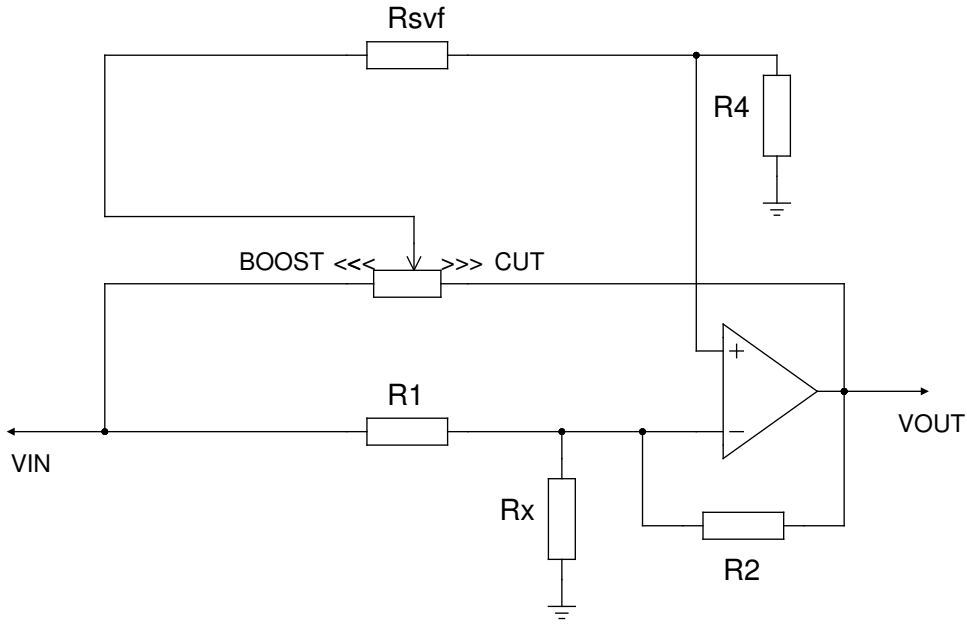 Rsvf
R4
BOOST <<< >>> CUT
+
R1
VOUT
−
VIN
Rx
R2